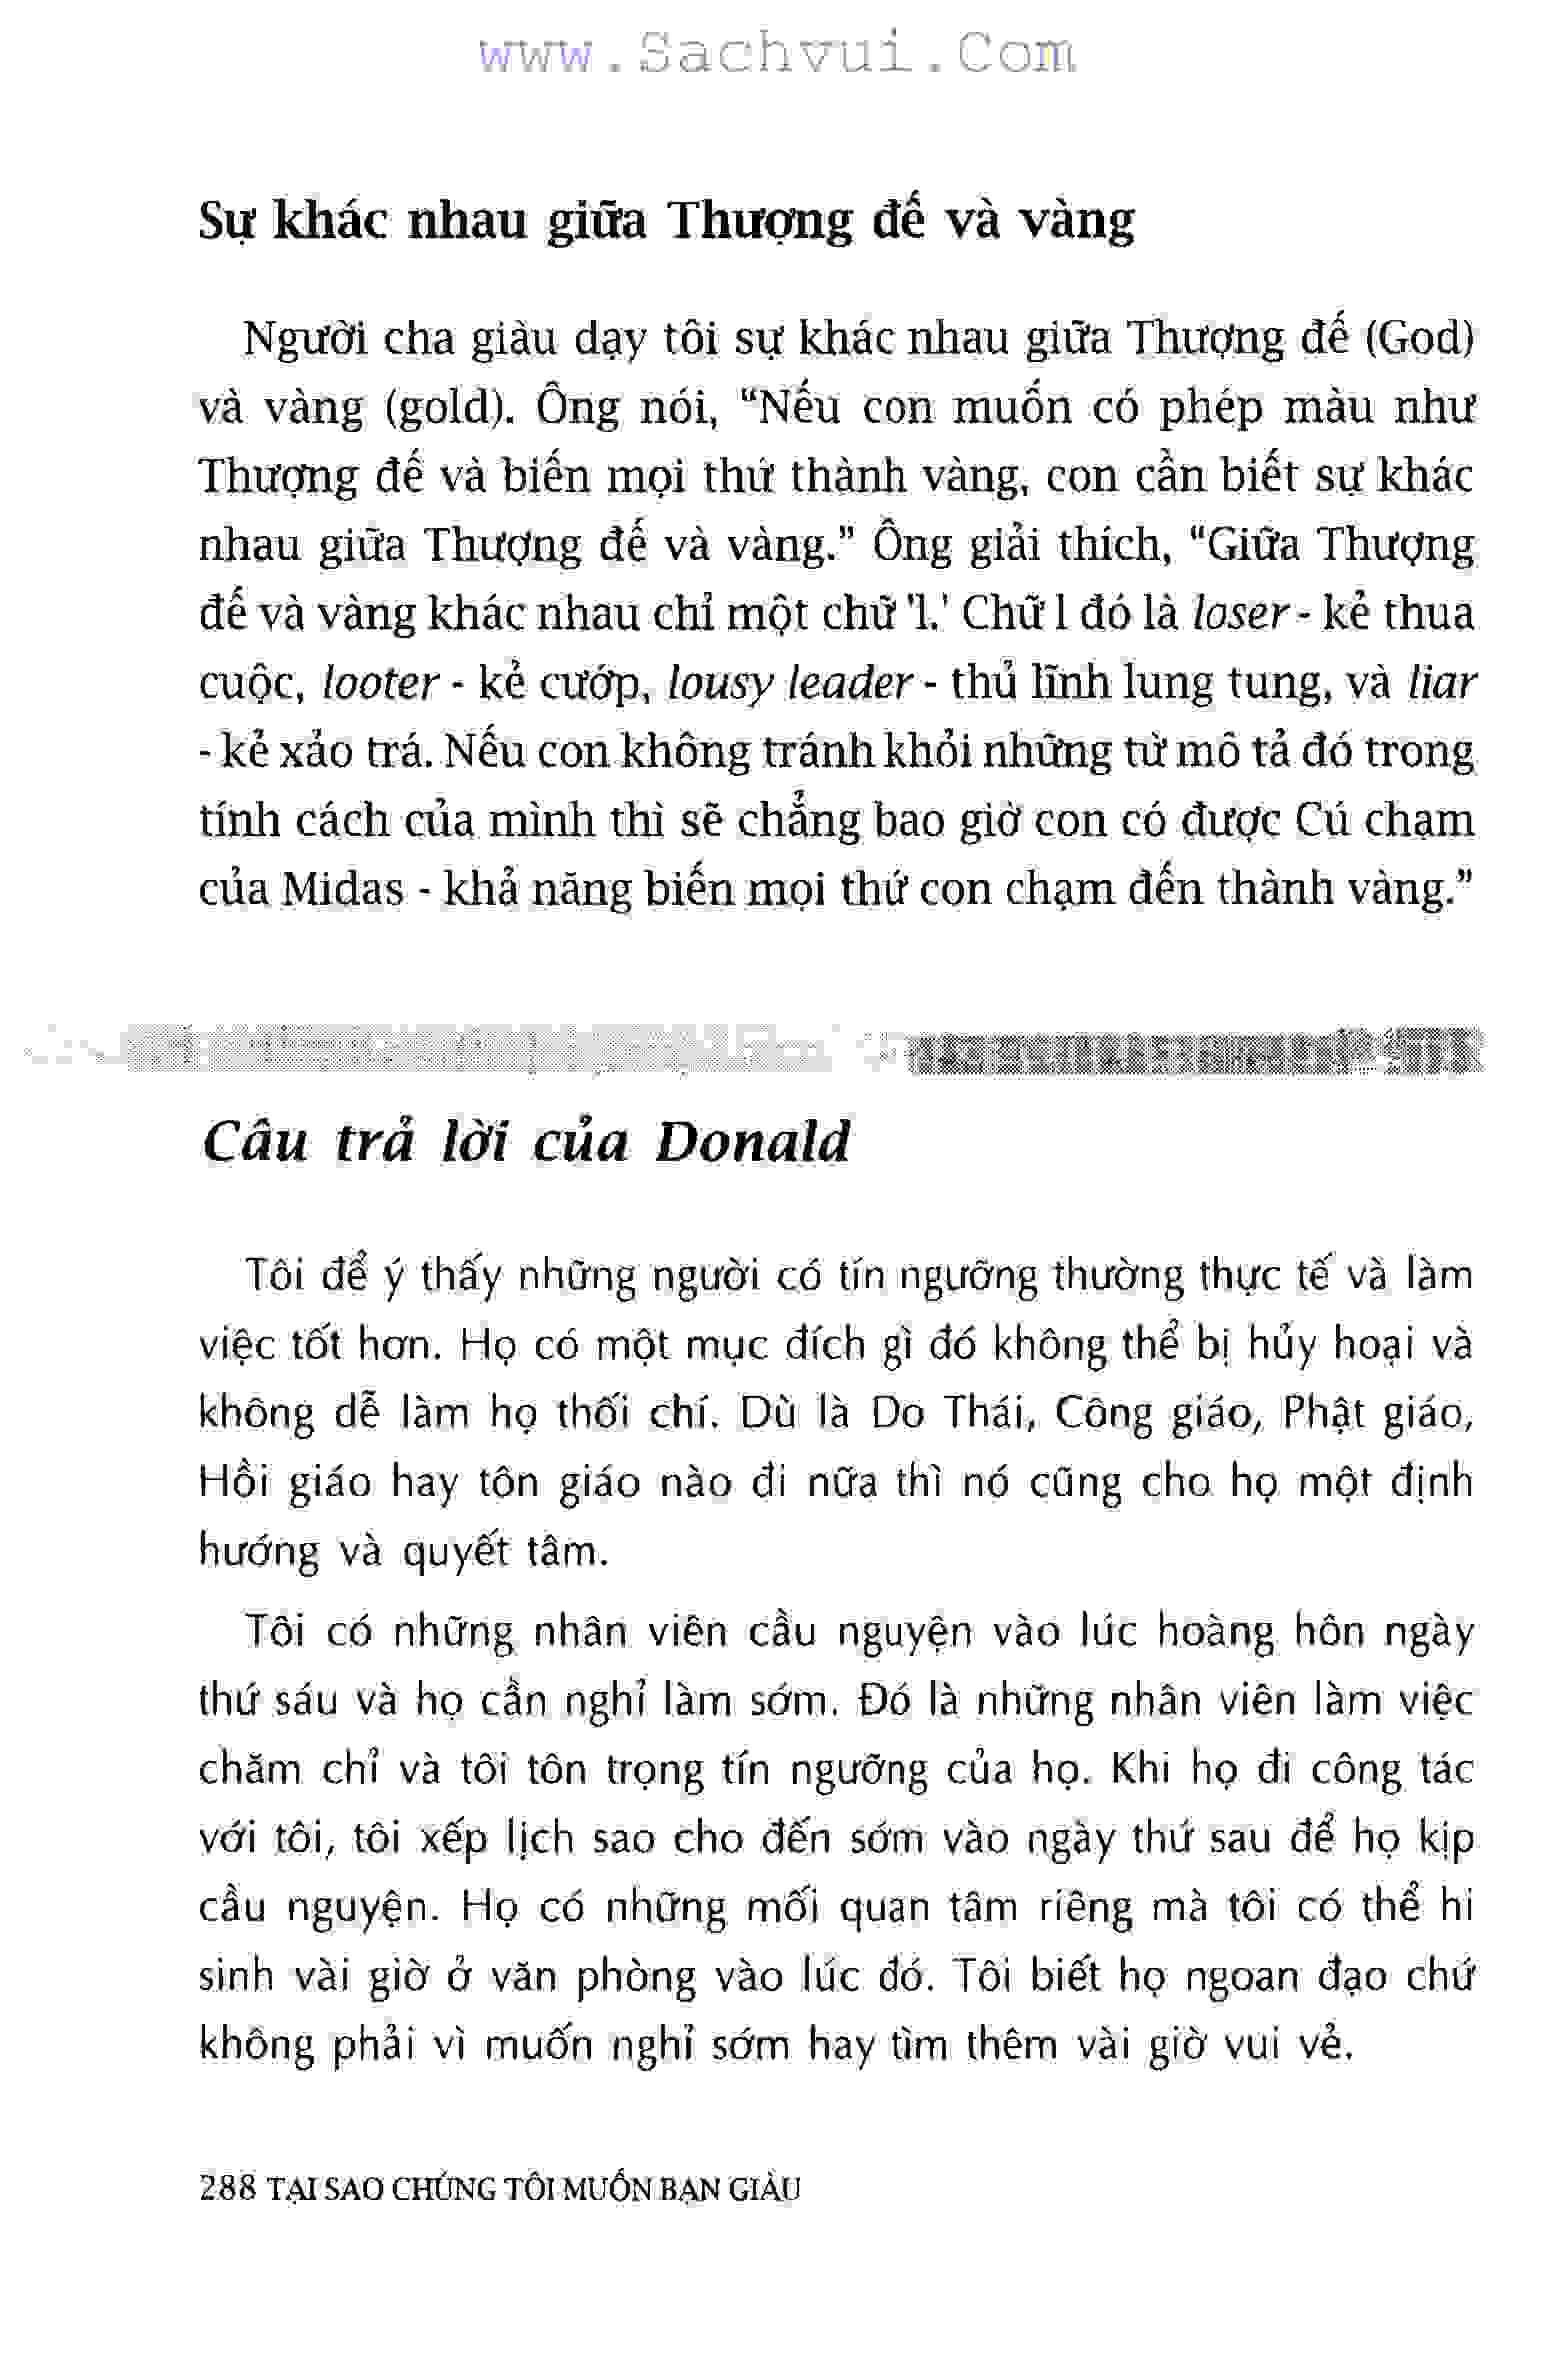 www.Sachvui.Com
Sự khác nhau giữa Thượng đế và vàng
Người cha giàu dạy tôi sự khác nhau giữa Thượng đế (God)
và vàng (gold). Ông nói, “Nếu con muốn có phép màu như
Thượng đế và biến mọi thứ thành vàng, con cần biết sự khác
nhau giữa Thượng đế và vàng.” Ông giải thích, “Giữa Thượng
đế và vàng khác nhau chỉ một chữ 'l.' Chữ l đó là loser - kẻ thua
cuộc, looter - kẻ cướp, lousy leader - thủ lĩnh lung tung, và liar
- kẻ xảo trá. Nếu con không tránh khỏi những từ mô tả đó trong
tính cách của mình thì sẽ chẳng bao giờ con có được Cú chạm
của Midas - khả năng biến mọi thứ con chạm đến thành vàng.”
Câu trả lời của Donald
Tôi để ý thấy những người có tín ngưỡng thường thực tế và làm
việc tốt hơn. Họ có một mục đích gì đó không thể bị hủy hoại và
không dễ làm họ thối chí. Dù là Do Thái, Công giáo, Phật giáo,
Hồi giáo hay tôn giáo nào đi nữa thì nó cũng cho họ một định
hướng và quyết tâm.
Tôi có những nhân viên cầu nguyện vào lúc hoàng hôn ngày
thứ sáu và họ cần nghỉ làm sớm. Đó là những nhân viên làm việc
chăm chỉ và tôi tôn trọng tín ngưỡng của họ. Khi họ đi công tác
với tôi, tôi xếp lịch sao cho đến sớm vào ngày thứ sau để họ kịp
cầu nguyện. Họ có những mối quan tâm riêng mà tôi có thể hi
sinh vài giờ ở văn phòng vào lúc đó. Tôi biết họ ngoan đạo chứ
không phải vì muốn nghỉ sớm hay tìm thêm vài giờ vui vẻ.
288 TẠI SAO CHÚNG TÔI MUỐN BẠN GIÀU